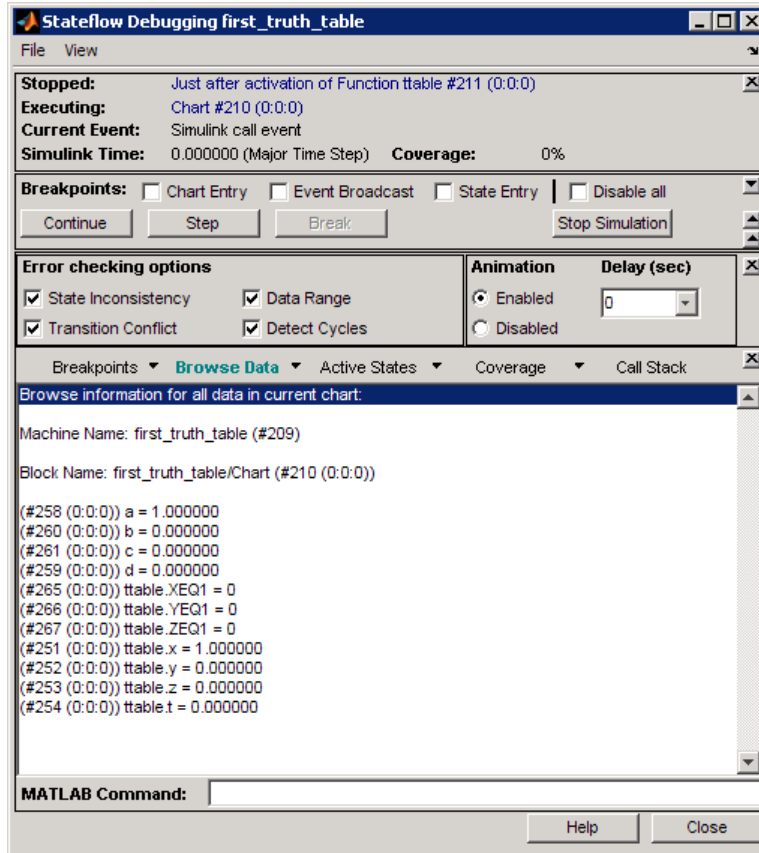 Stateflow Debugging first_truth_table
File View
Stopped: Just after activation of Function ttable #211 (0:0:0)
Executing: Chart #210 (0:0:0)
Current Event: Simulink call event
Simulink Time: 0.000000 (Major Time Step) Coverage: 0%
Breakpoints: Chart Entry Event Broadcast State Entry Disable all
Continue Step Break Stop Simulation
Error checking options Animation Delay (sec)
State Inconsistency Data Range Enabled 0
Transition Conflict Detect Cycles Disabled
Breakpoints Browse Data Active States Coverage Call Stack
Browse information for all data in current chart:
Machine Name: first_truth_table (#209)
Block Name: first_truth_table/Chart (#210 (0:0:0))
(#258 (0:0:0)) a = 1.000000
(#260 (0:0:0)) b = 0.000000
(#261 (0:0:0)) c = 0.000000
(#259 (0:0:0)) d = 0.000000
(#265 (0:0:0)) ttable.XEQ1 = 0
(#266 (0:0:0)) ttable.YEQ1 = 0
(#267 (0:0:0)) ttable.ZEQ1 = 0
(#251 (0:0:0)) ttable.x = 1.000000
(#252 (0:0:0)) ttable.y = 0.000000
(#253 (0:0:0)) ttable.z = 0.000000
(#254 (0:0:0)) ttable.t = 0.000000
MATLAB Command:
Help Close